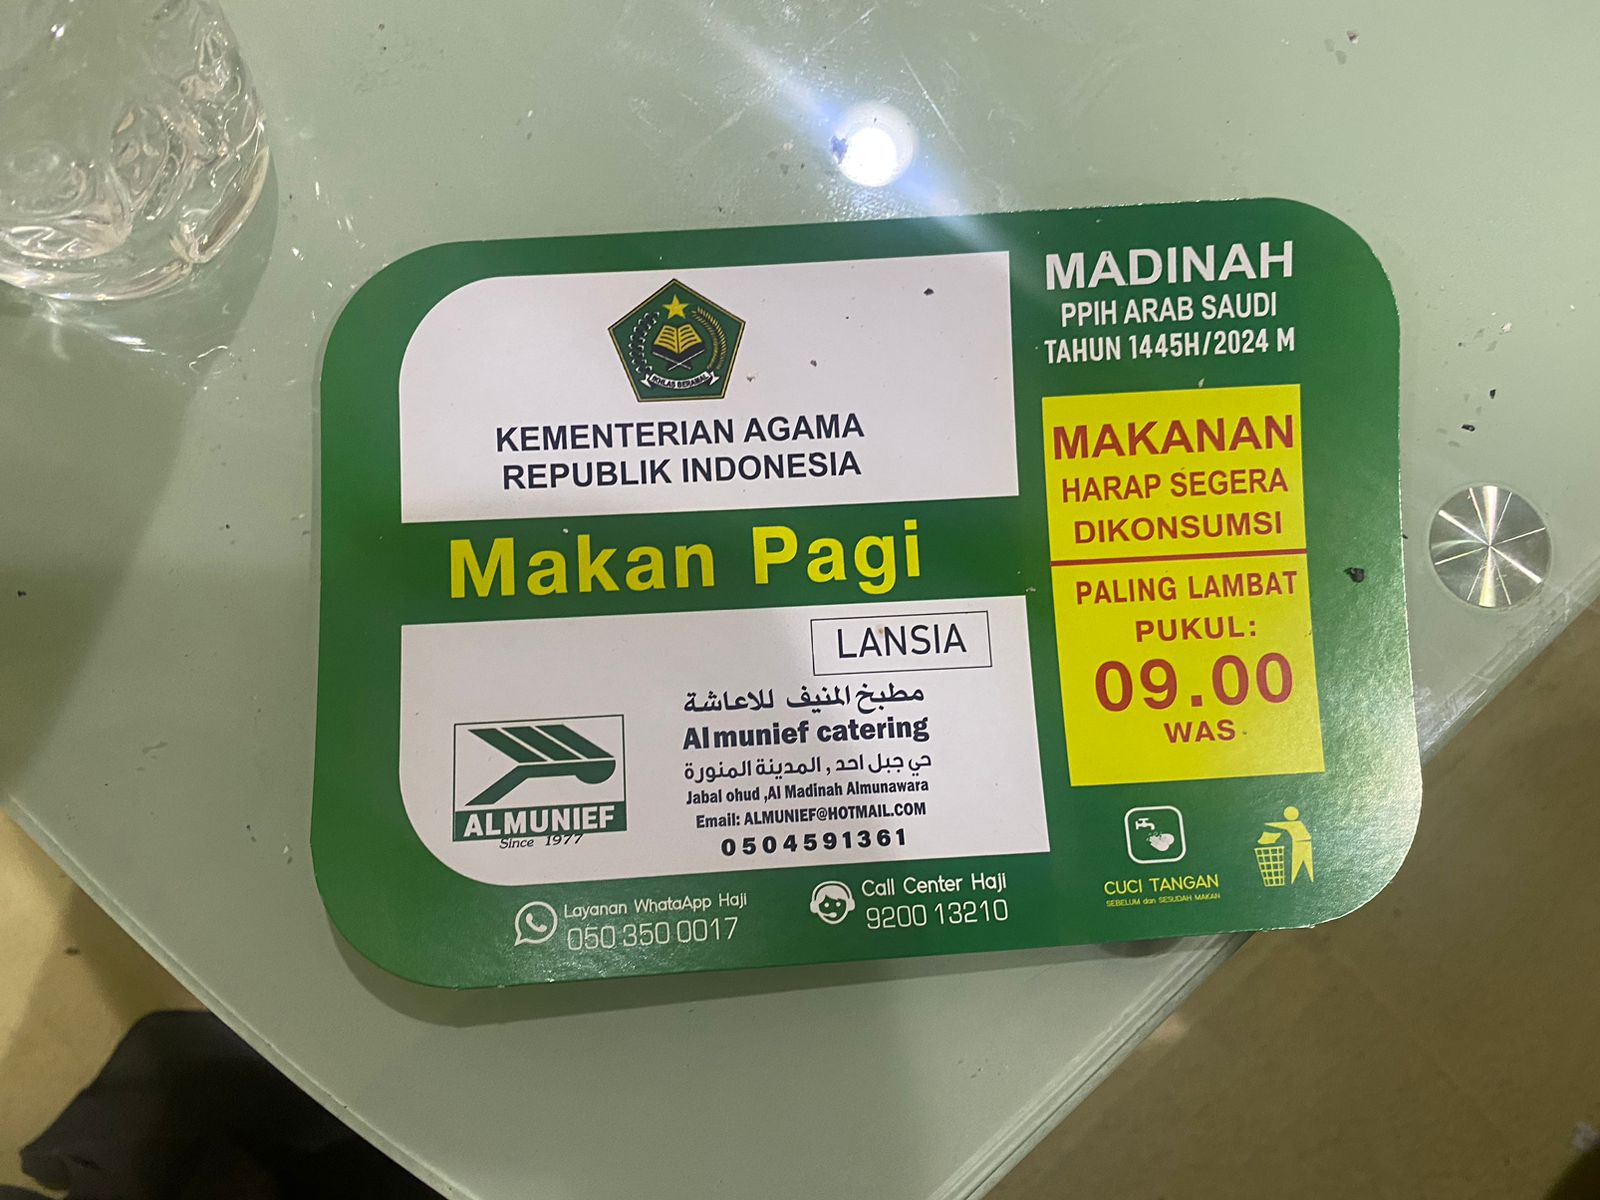 IKHLAS BERAMAL
KEMENTERIAN AGAMA
REPUBLIK INDONESIA
Makan Pagi
LANSIA
مطبخ المنيف للاعاشة
Almunief catering
حي جبل احد , المدينة المنورة
Jabal ohud ,Al Madinah Almunawara
Email: ALMUNIEF@HOTMAIL.COM
0504591361
ALMUNIEF
Since 1977
Layanan WhataApp Haji
050 350 0017
Call Center Haji
9200 13210
MADINAH
PPIH ARAB SAUDI
TAHUN 1445H/2024 M
MAKANAN
HARAP SEGERA
DIKONSUMSI
PALING LAMBAT
PUKUL:
09.00
WAS
CUCI TANGAN
SEBELUM dan SESUDAH MAKAN